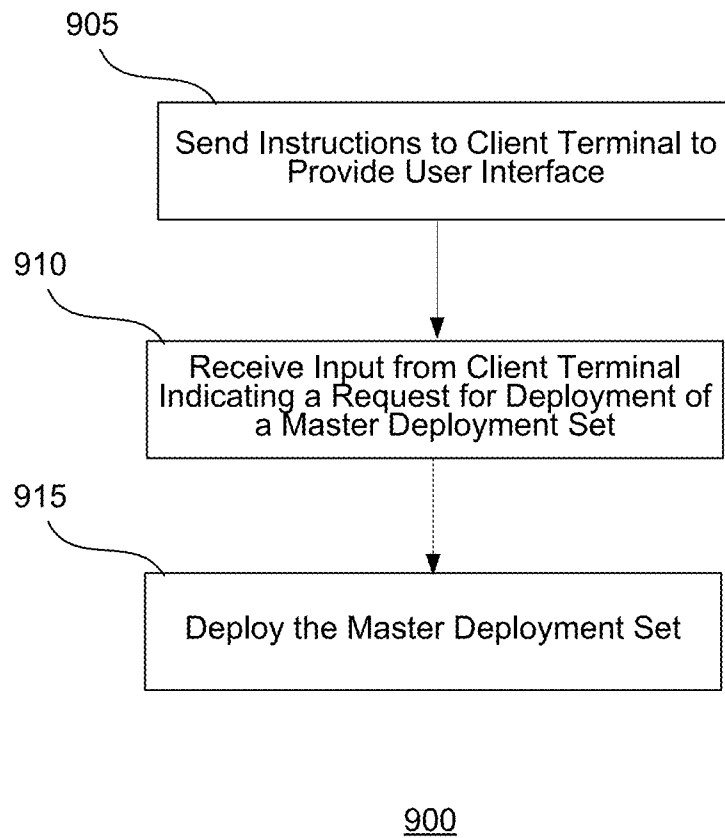 905
Send Instructions to Client Terminal to
Provide User Interface
910
Receive Input from Client Terminal
Indicating a Request for Deployment of
a Master Deployment Set
915
Deploy the Master Deployment Set
900